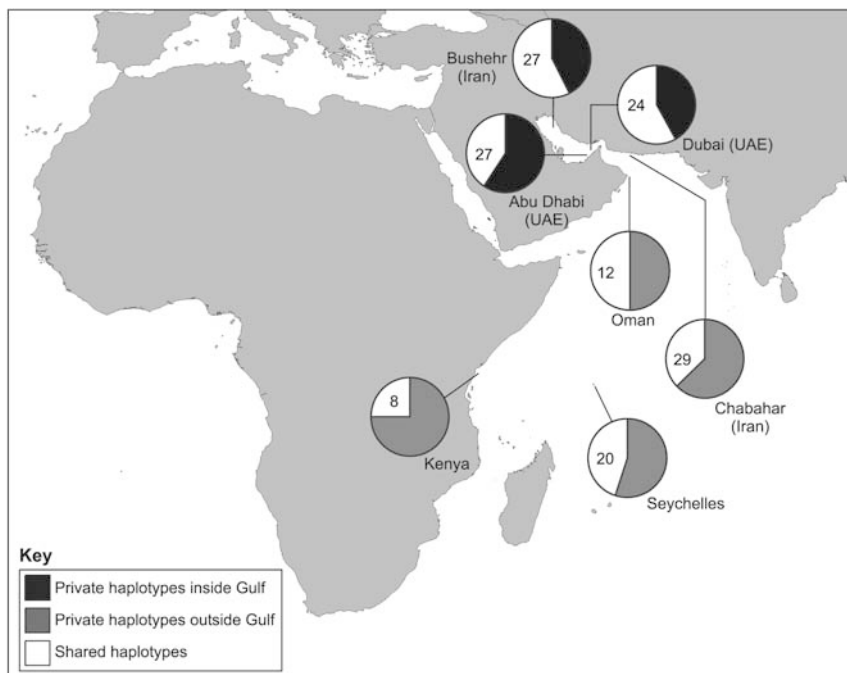 Bushehr
(Iran)
27
24
Dubai (UAE)
27
Abu Dhabi
(UAE)
12
Oman
29
Chabahar
(Iran)
8
Kenya
20
Seychelles
Key
Private haplotypes inside Gulf
Private haplotypes outside Gulf
Shared haplotypes